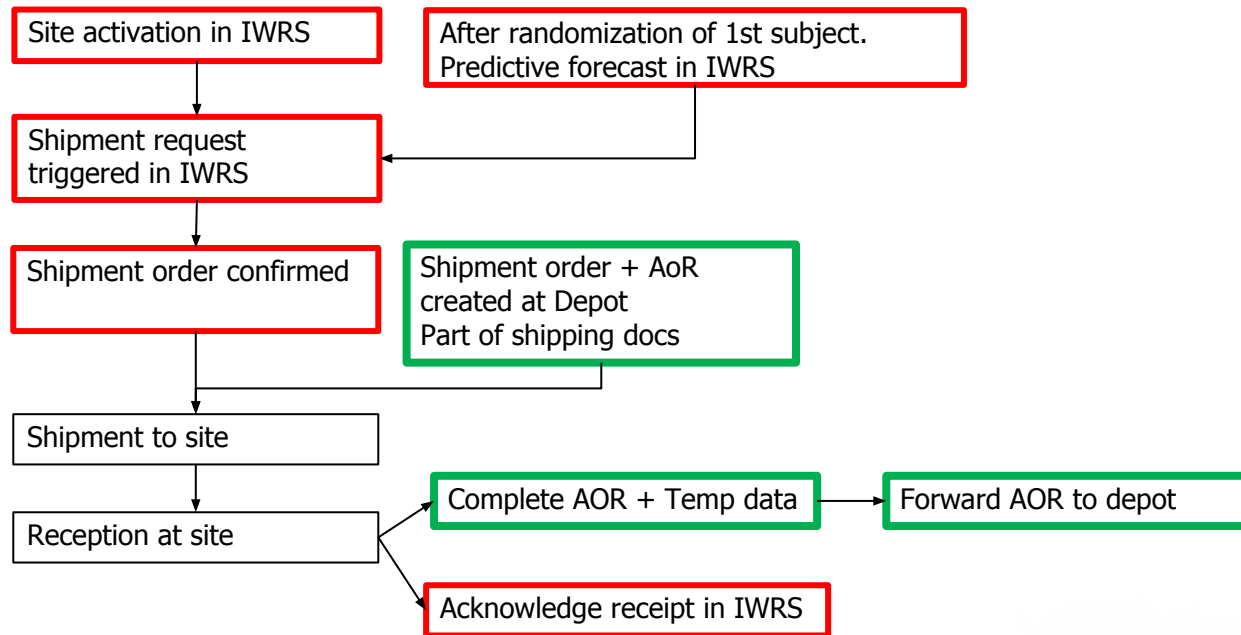 Site activation in IWRS
After randomization of 1st subject.
Predictive forecast in IWRS
Shipment request
triggered in IWRS
Shipment order confirmed
Shipment order + AoR
created at Depot
Part of shipping docs
Shipment to site
Reception at site
Complete AOR + Temp data
Forward AOR to depot
Acknowledge receipt in IWRS